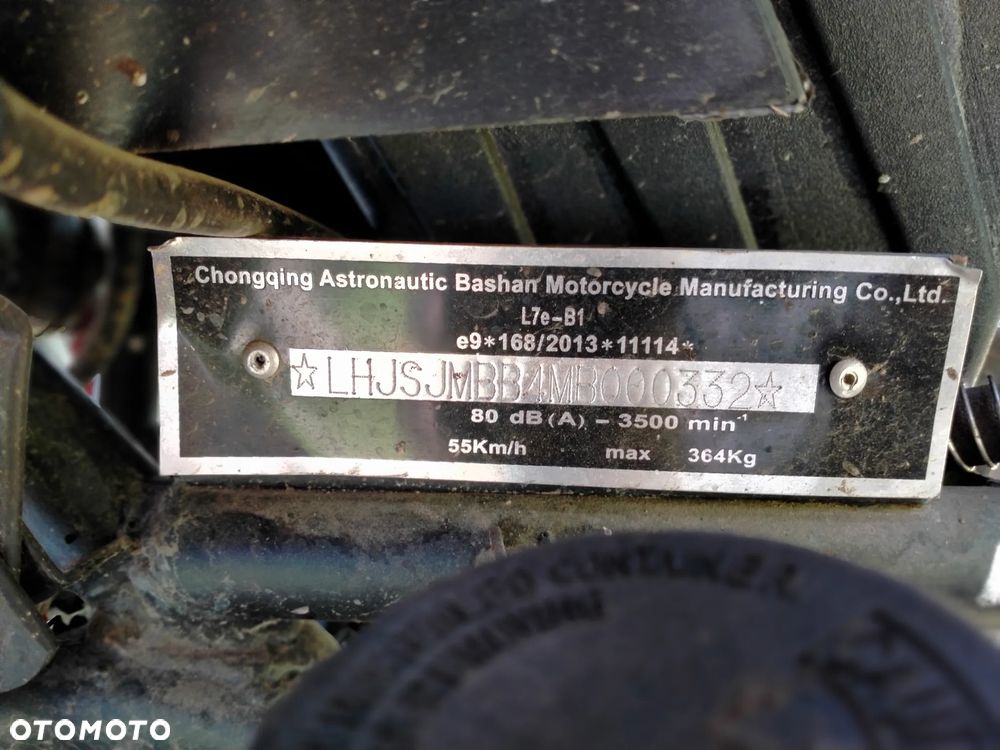 Chongqing Astronautic Bashan Motorcycle Manufacturing Co.,Ltd.
L7e-B1
e9*168/2013*11114*
☆LHJSJMBB4MB000332☆
80 dB(A) - 3500 min⁻¹
55Km/h max 364Kg
OTOMOTO